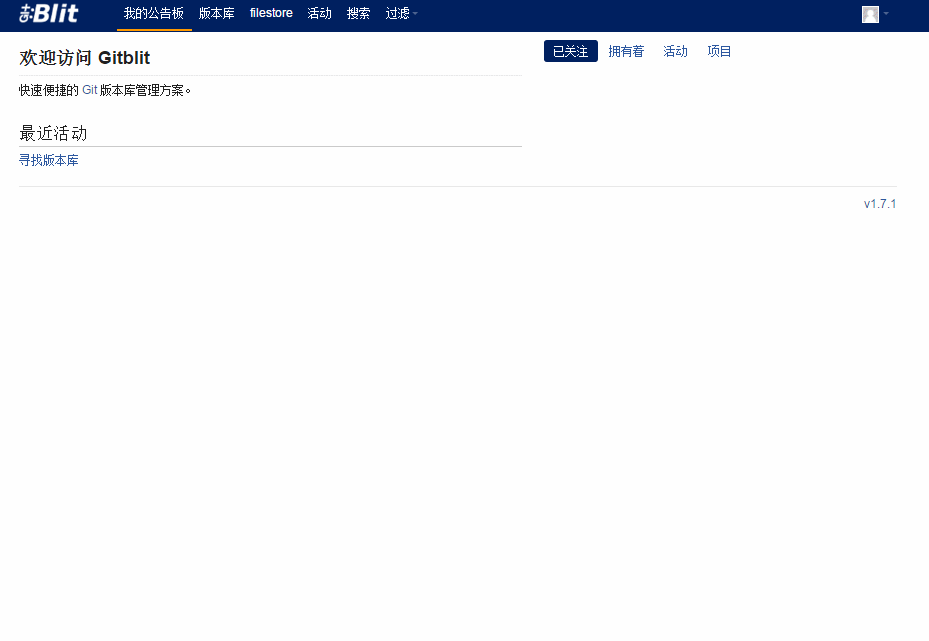 Blit 我的公告板 版本库 filestore 活动 搜索 过滤
欢迎访问 Gitblit
已关注 拥有着 活动 项目
快速便捷的 Git 版本库管理方案。
最近活动
寻找版本库
v1.7.1